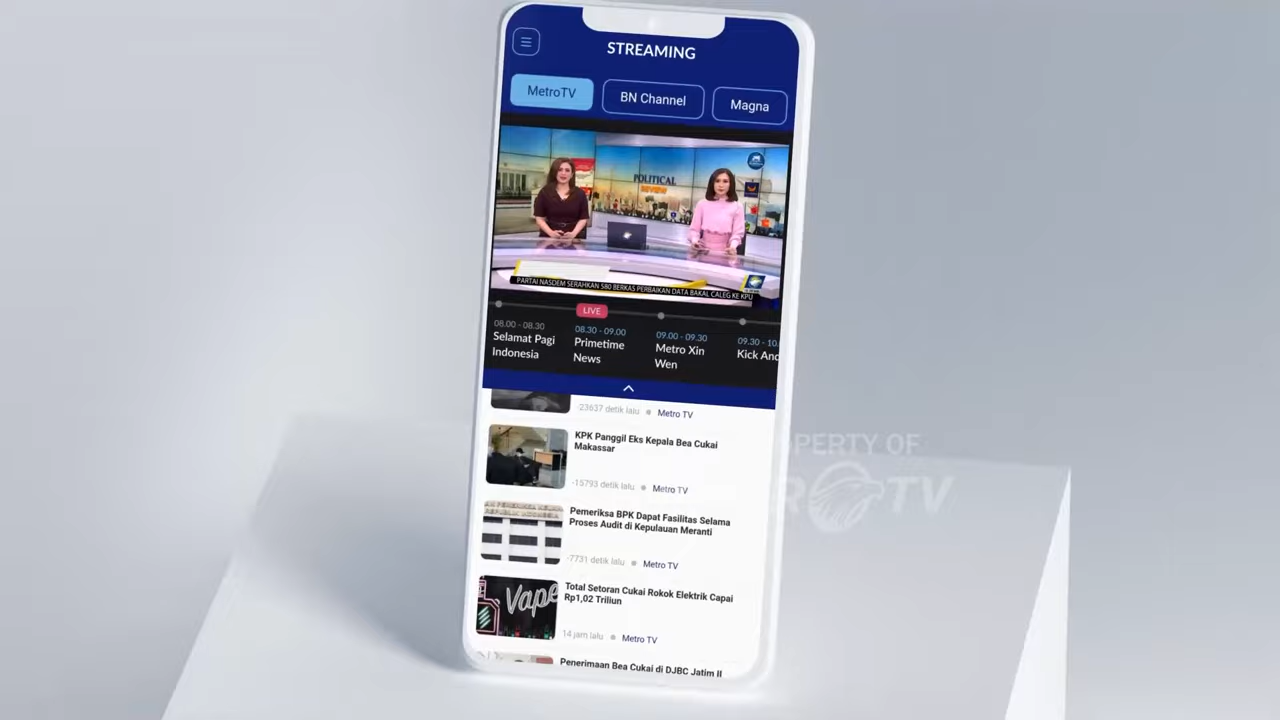 STREAMING
MetroTV
BN Channel
Magna
POLITICAL
REVIEW
PARTAI NASDEM SERAHKAN 580 BERKAS PERBAIKAN DATA BAKAL CALEG KE KPU
LIVE
08.00 - 08.30
Selamat Pagi
Indonesia
08.30 - 09.00
Primetime
News
09.00 - 09.30
Metro Xin
Wen
09.30 - 10.
Kick And
-23637 detik lalu
Metro TV
KPK Panggil Eks Kepala Bea Cukai
Makassar
-15793 detik lalu
Metro TV
Pemeriksa BPK Dapat Fasilitas Selama
Proses Audit di Kepulauan Meranti
-7731 detik lalu
Metro TV
Total Setoran Cukai Rokok Elektrik Capai
Rp1,02 Triliun
Vape
14 jam lalu
Metro TV
Penerimaan Bea Cukai di DJBC Jatim II
PERTY OF
R TV